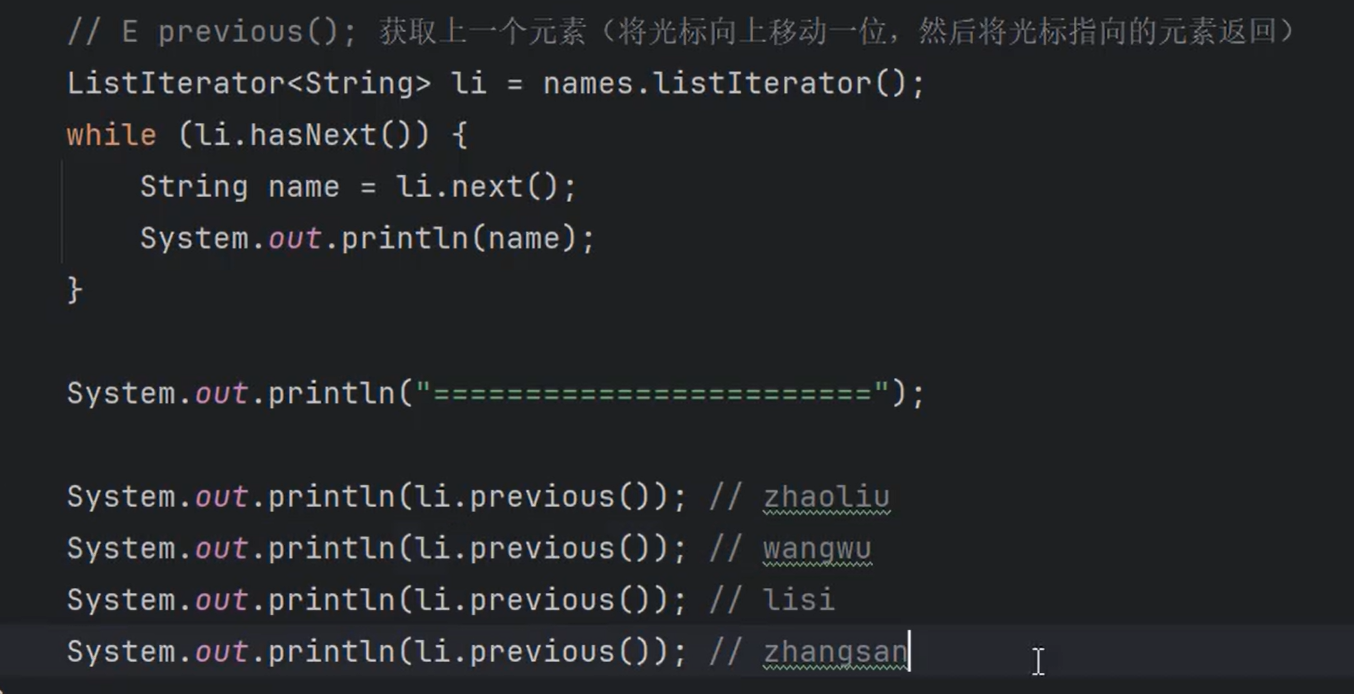 // E previous(); 获取上一个元素（将光标向上移动一位，然后将光标指向的元素返回）
ListIterator<String> li = names.listIterator();
while (li.hasNext()) {
    String name = li.next();
    System.out.println(name);
}
System.out.println("========================");
System.out.println(li.previous()); // zhaoliu
System.out.println(li.previous()); // wangwu
System.out.println(li.previous()); // lisi
System.out.println(li.previous()); // zhangsan